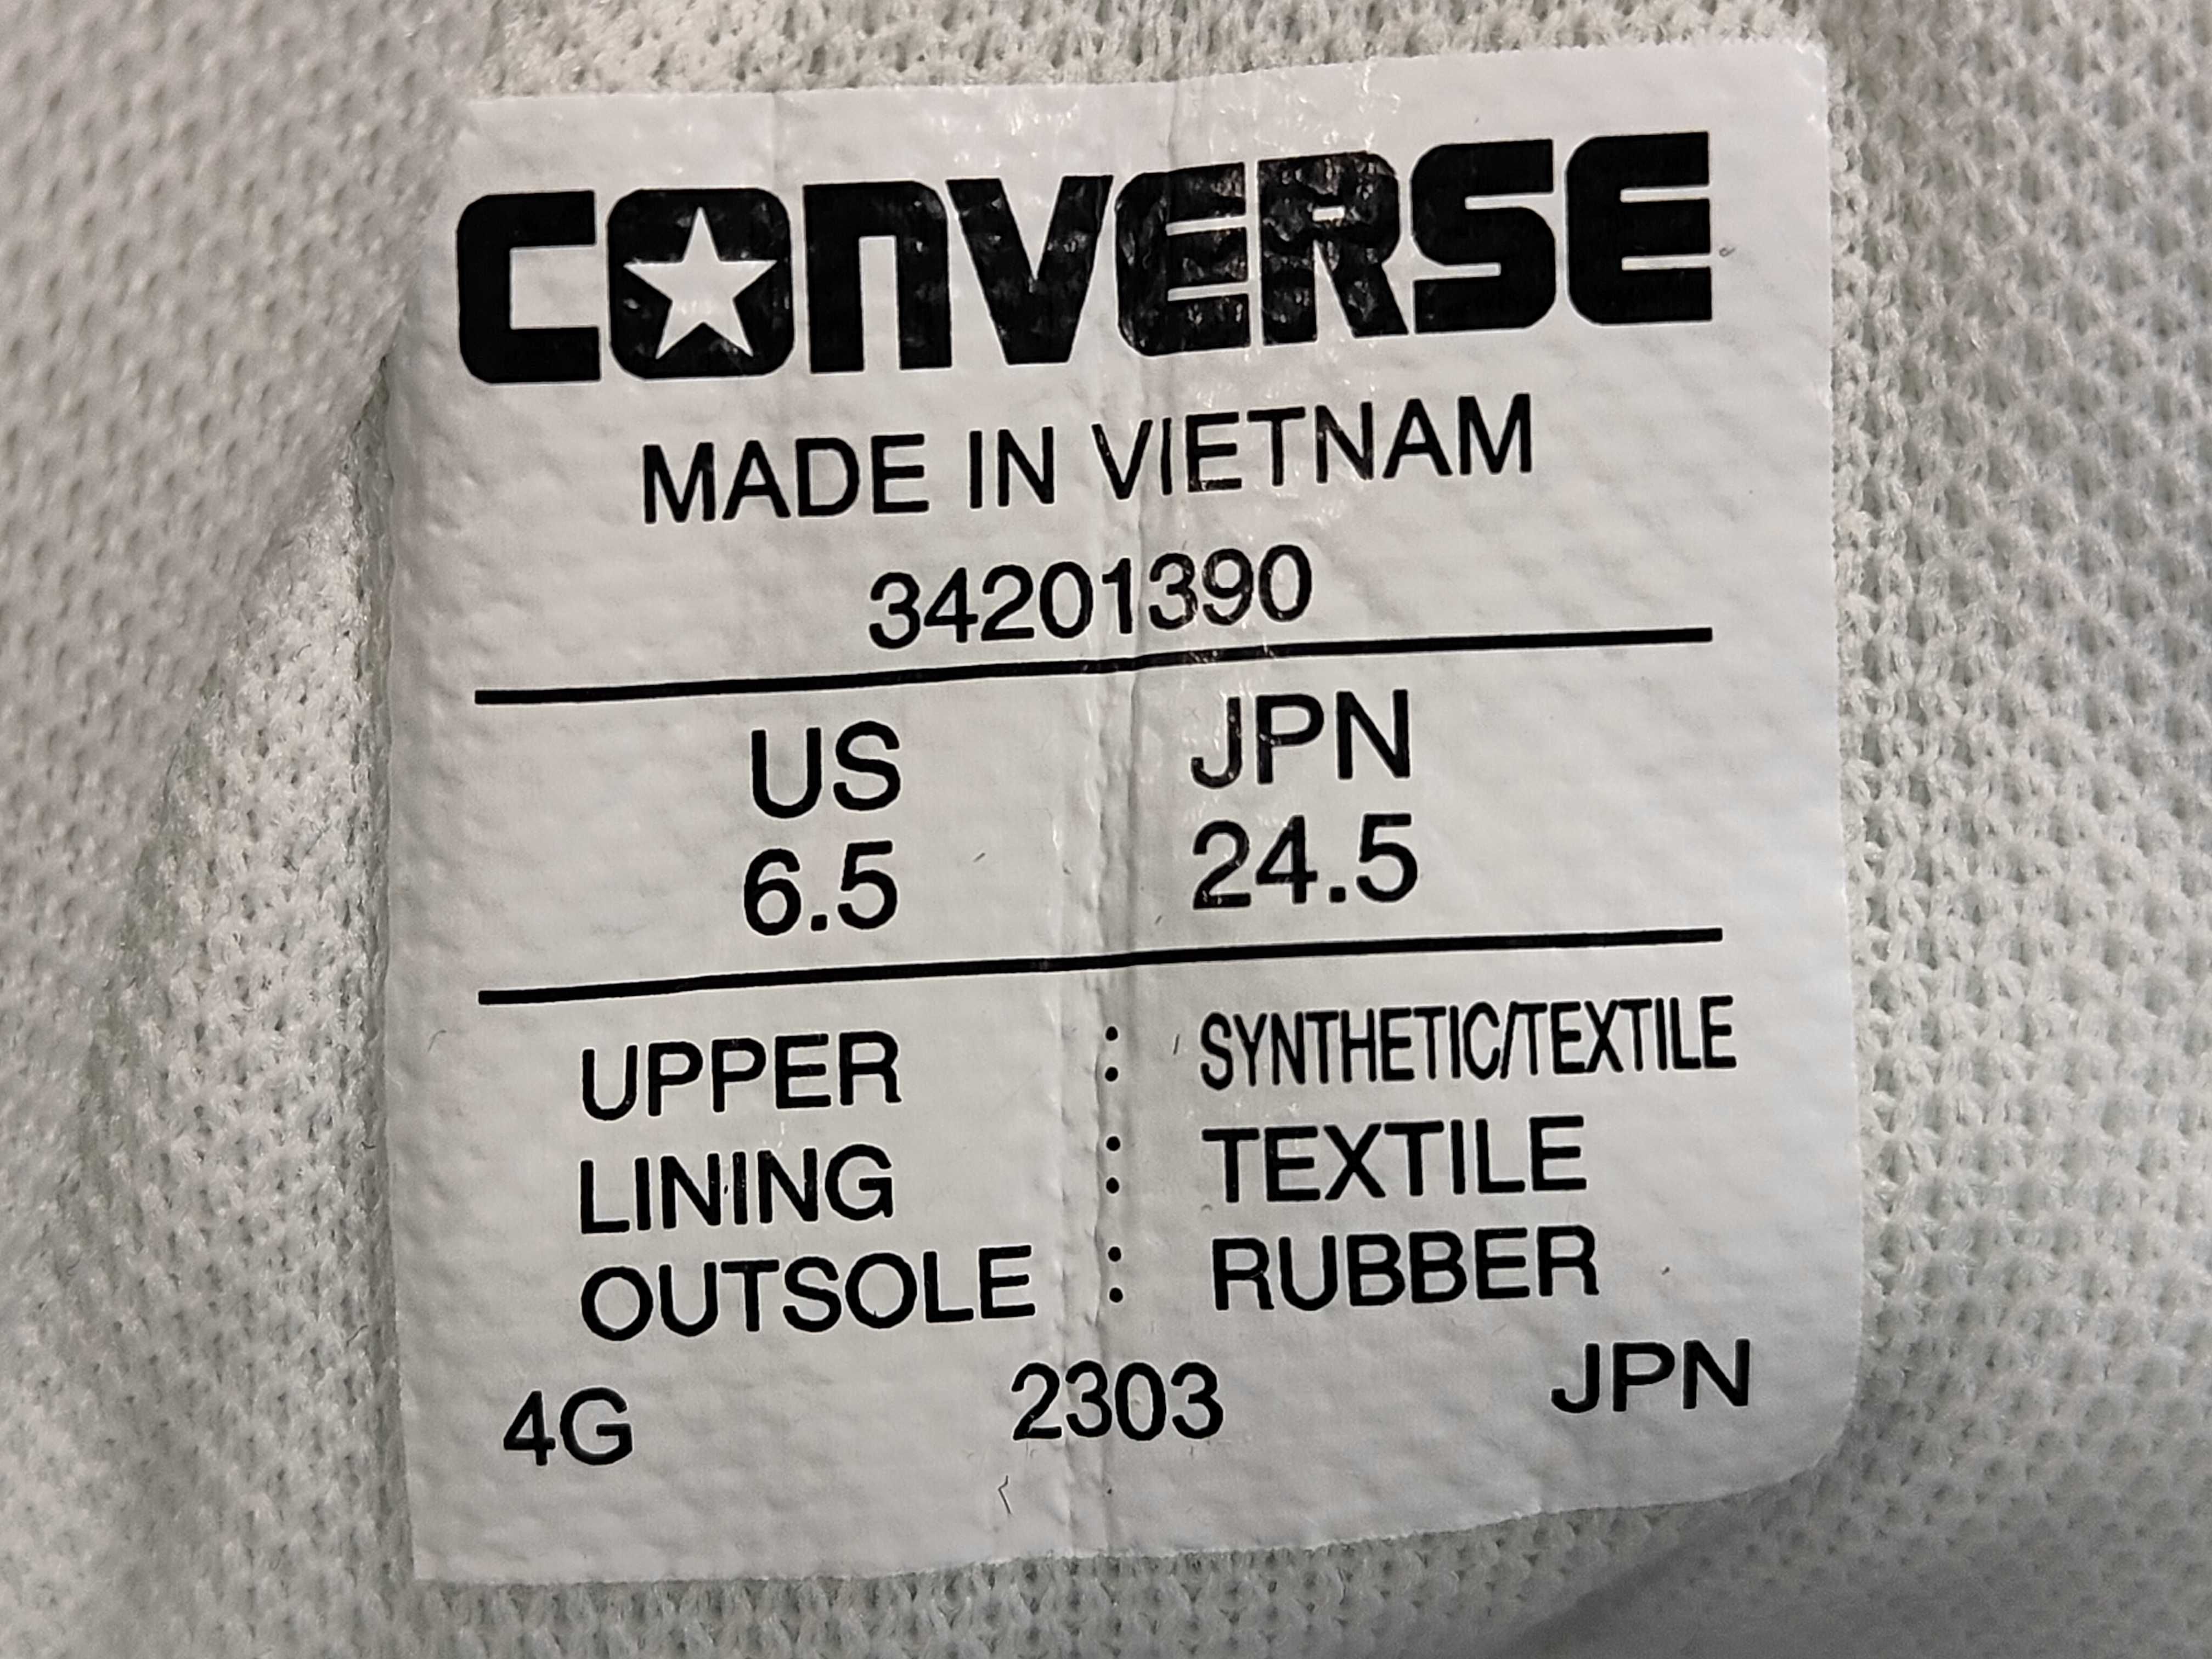 CONVERSE
MADE IN VIETNAM
34201390
US JPN
6.5 24.5
UPPER : SYNTHETIC/TEXTILE
LINING : TEXTILE
OUTSOLE : RUBBER
4G 2303 JPN